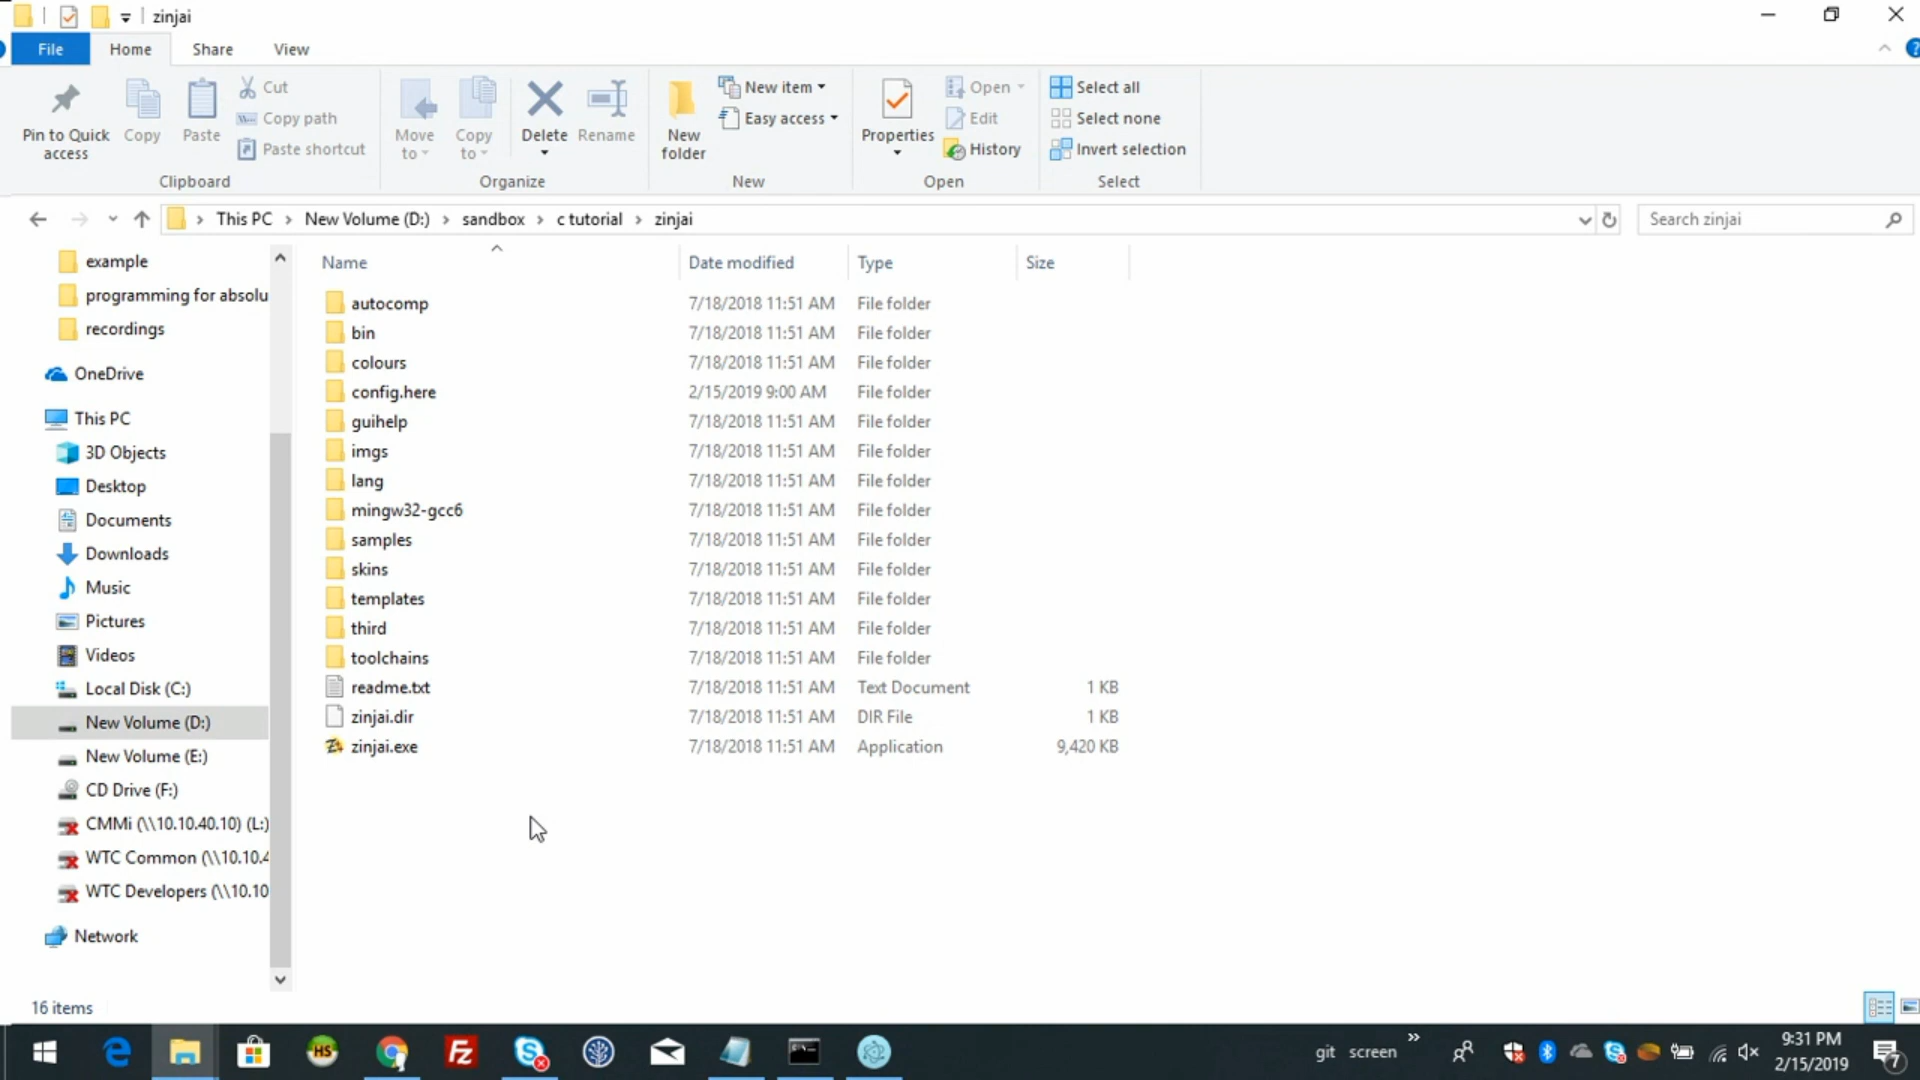 zinjai
File Home Share View
Pin to Quick access
Copy
Paste
Cut
Copy path
Paste shortcut
Move to
Copy to
Delete
Rename
New folder
New item
Easy access
Properties
Open
Edit
History
Select all
Select none
Invert selection
Clipboard Organize New Open Select
This PC New Volume (D:) sandbox c tutorial zinjai
Search zinjai
example
programming for absolu
recordings
OneDrive
This PC
3D Objects
Desktop
Documents
Downloads
Music
Pictures
Videos
Local Disk (C:)
New Volume (D:)
New Volume (E:)
CD Drive (F:)
CMMi (\\10.10.40.10) (L:)
WTC Common (\\10.10.4
WTC Developers (\\10.10
Network
Name Date modified Type Size
autocomp 7/18/2018 11:51 AM File folder
bin 7/18/2018 11:51 AM File folder
colours 7/18/2018 11:51 AM File folder
config.here 2/15/2019 9:00 AM File folder
guihelp 7/18/2018 11:51 AM File folder
imgs 7/18/2018 11:51 AM File folder
lang 7/18/2018 11:51 AM File folder
mingw32-gcc6 7/18/2018 11:51 AM File folder
samples 7/18/2018 11:51 AM File folder
skins 7/18/2018 11:51 AM File folder
templates 7/18/2018 11:51 AM File folder
third 7/18/2018 11:51 AM File folder
toolchains 7/18/2018 11:51 AM File folder
readme.txt 7/18/2018 11:51 AM Text Document 1 KB
zinjai.dir 7/18/2018 11:51 AM DIR File 1 KB
zinjai.exe 7/18/2018 11:51 AM Application 9,420 KB
16 items
HS
FZ
git screen
9:31 PM
2/15/2019
7